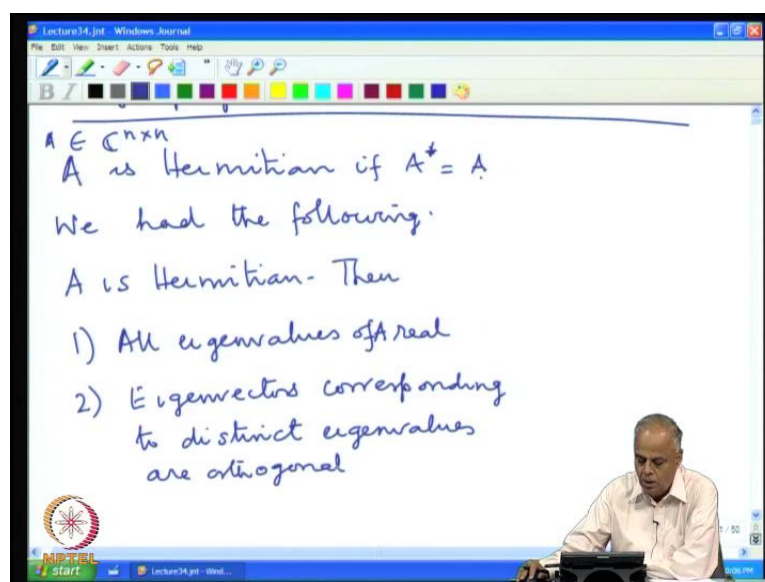 Lecture34.jnt - Windows Journal
File Edit View Insert Actions Tools Help
B I
A ∈ ℂ^{n×n}
A is Hermitian if A* = A
We had the following.
A is Hermitian - Then
1) All eigenvalues of A real
2) Eigenvectors corresponding
to distinct eigenvalues
are orthogonal
/ 50
NPTEL
start Lecture34.jnt - Wind...